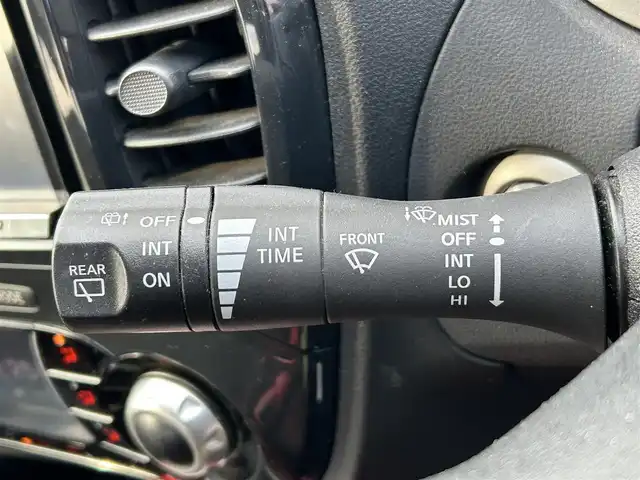 OFF
INT
ON
REAR
INT
TIME
FRONT
MIST
OFF
INT
LO
HI